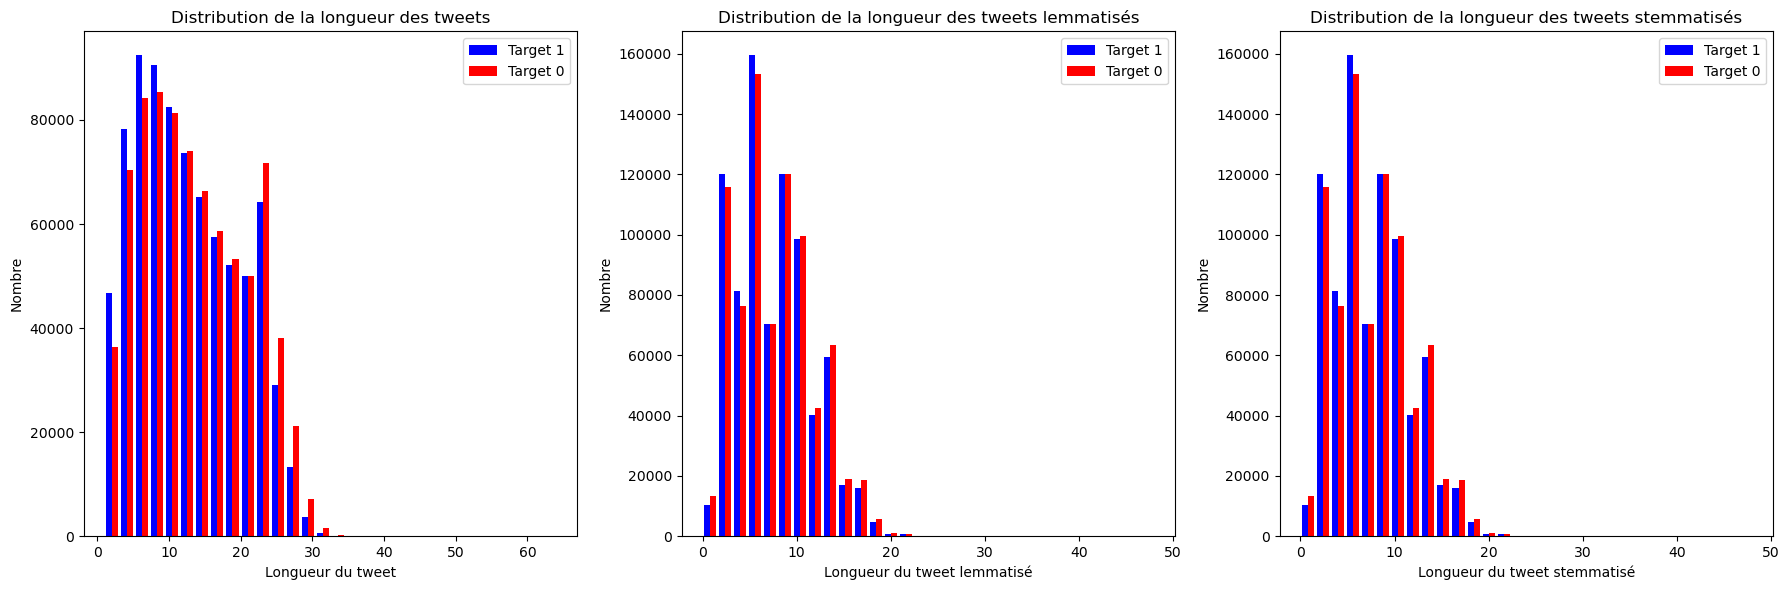 Distribution de la longueur des tweets
Target 1
Target 0
80000
60000
40000
20000
0
Nombre
0 10 20 30 40 50 60
Longueur du tweet
Distribution de la longueur des tweets lemmatisés
Target 1
Target 0
160000
140000
120000
100000
80000
60000
40000
20000
0
Nombre
0 10 20 30 40 50
Longueur du tweet lemmatisé
Distribution de la longueur des tweets stemmatisés
Target 1
Target 0
160000
140000
120000
100000
80000
60000
40000
20000
0
Nombre
0 10 20 30 40 50
Longueur du tweet stemmatisé